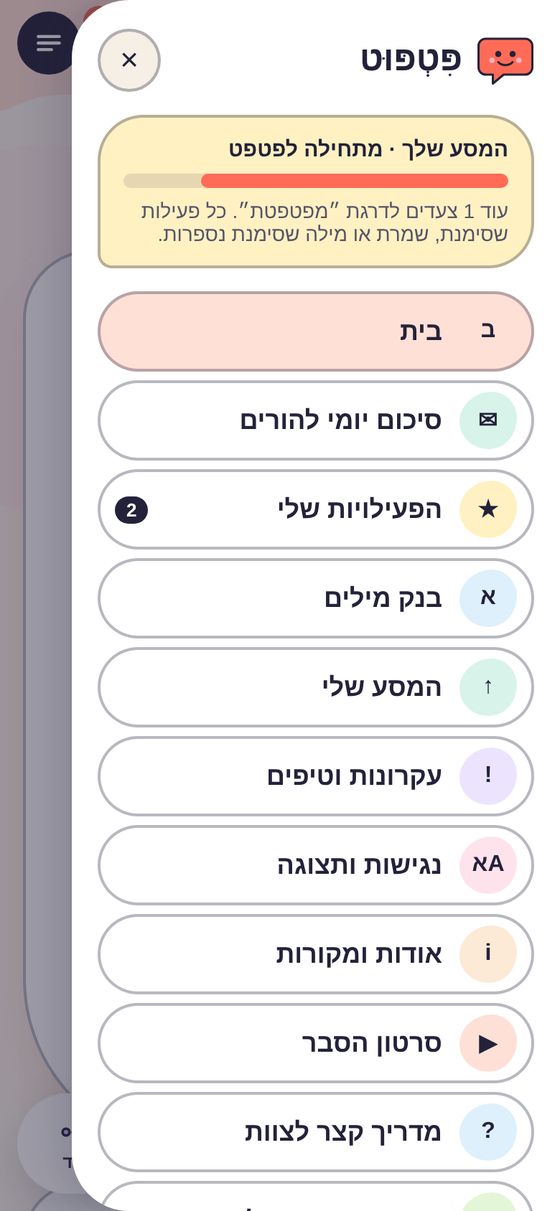 ×
פִּטְפּוּט
המסע שלך · מתחילה לפטפט
עוד 1 צעדים לדרגת ״מפטפטת״. כל פעילות
שסימנת, שמרת או מילה שסימנת נספרות.
ב בית
✉ סיכום יומי להורים
★ הפעילויות שלי 2
א בנק מילים
↑ המסע שלי
! עקרונות וטיפים
אA נגישות ותצוגה
i אודות ומקורות
▶ סרטון הסבר
? מדריך קצר לצוות